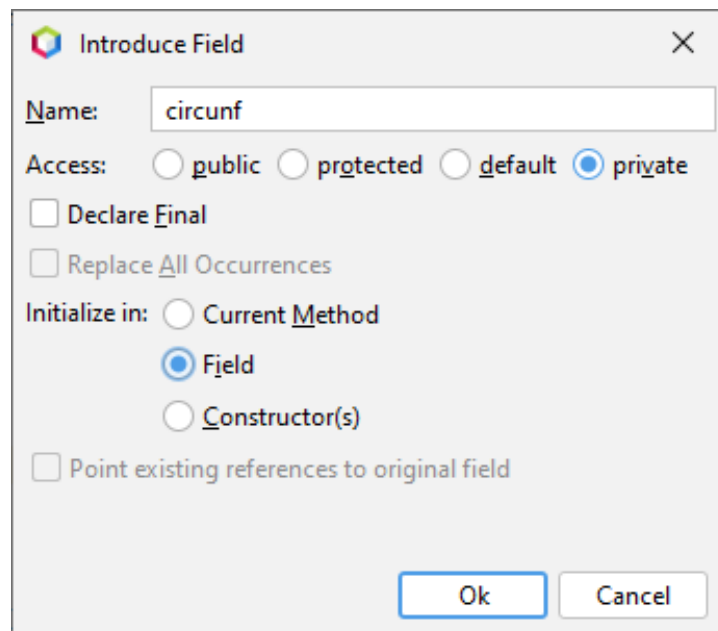 Introduce Field
Name: circunf
Access: public protected default private
Declare Final
Replace All Occurrences
Initialize in: Current Method
Field
Constructor(s)
Point existing references to original field
Ok Cancel